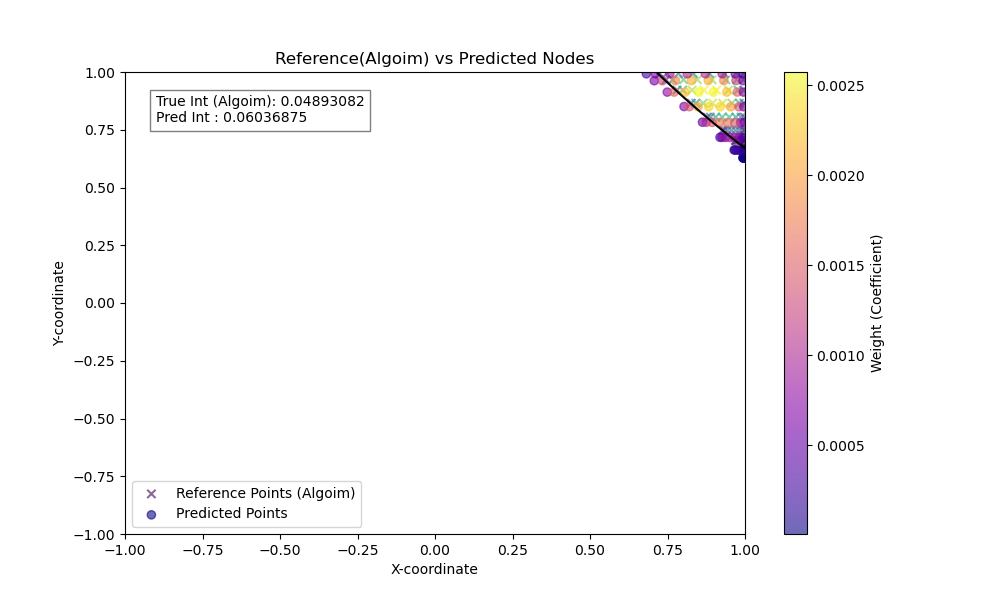 Reference(Algoim) vs Predicted Nodes
True Int (Algoim): 0.04893082
Pred Int : 0.06036875
1.00
0.75
0.50
0.25
0.00
−0.25
−0.50
−0.75
−1.00
Y-coordinate
Reference Points (Algoim)
Predicted Points
−1.00
−0.75
−0.50
−0.25
0.00
0.25
0.50
0.75
1.00
X-coordinate
0.0025
0.0020
0.0015
0.0010
0.0005
Weight (Coefficient)